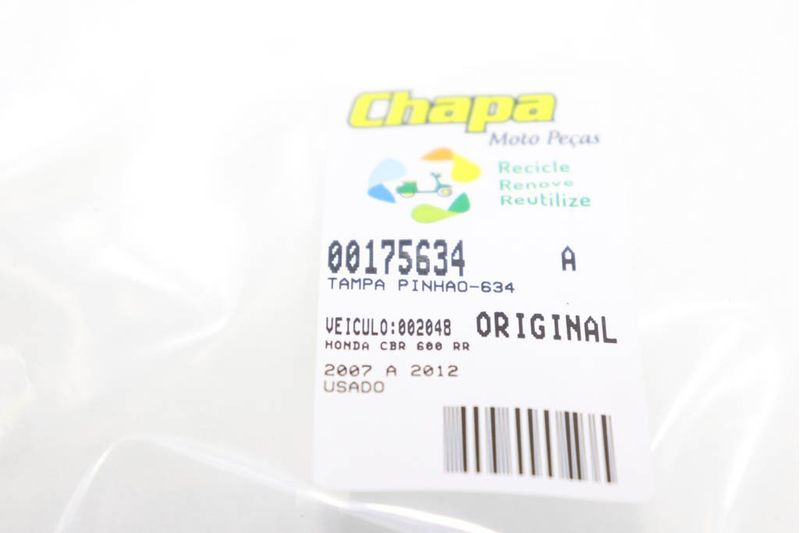 Chapa
Moto Peças
Recicle
Renove
Reutilize
00175634 A
TAMPA PINHAO-634
VEICULO:002048 ORIGINAL
HONDA CBR 600 RR
2007 A 2012
USADO